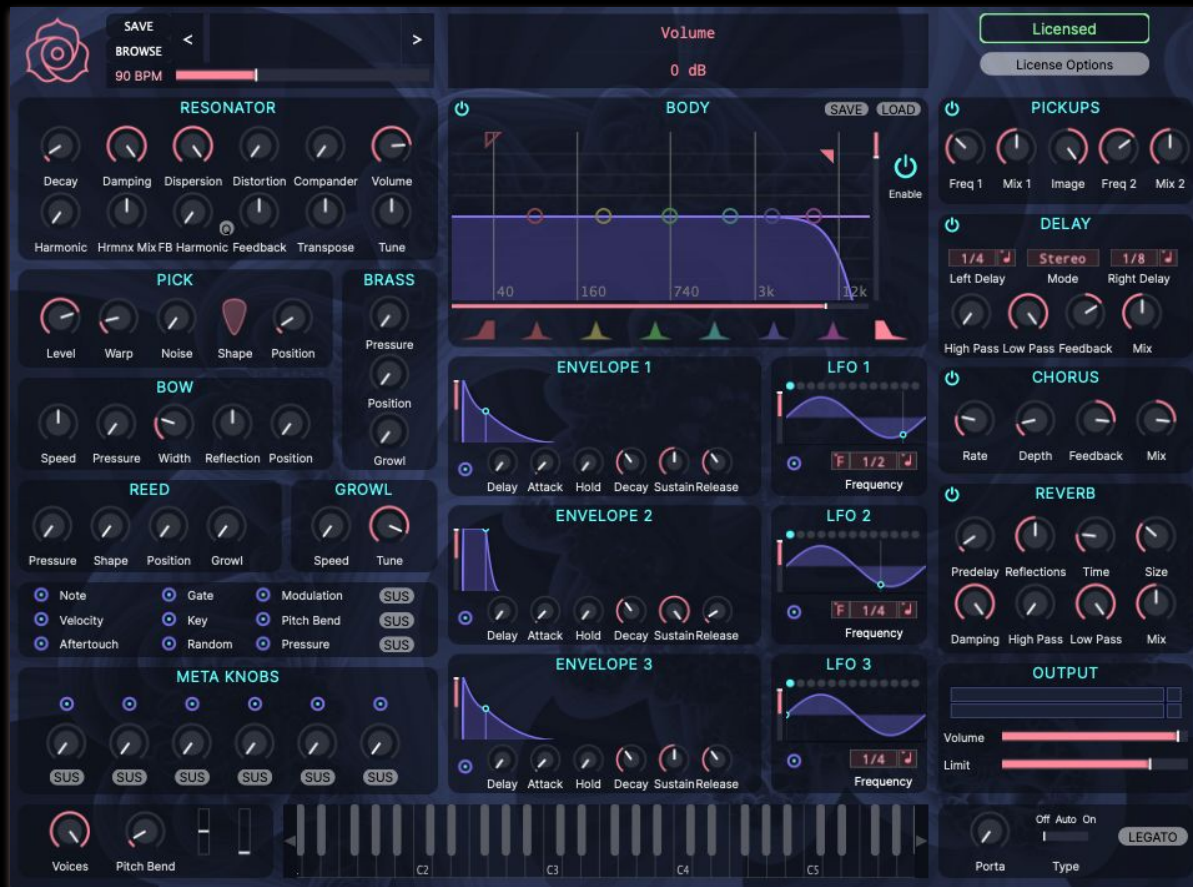 SAVE
BROWSE
< >
90 BPM
Volume
0 dB
Licensed
License Options
RESONATOR
Decay Damping Dispersion Distortion Compander Volume
Harmonic Hrmnx Mix FB Harmonic Feedback Transpose Tune
PICK
Level Warp Noise Shape Position
BRASS
Pressure
Position
Growl
BOW
Speed Pressure Width Reflection Position
REED
Pressure Shape Position Growl
GROWL
Speed Tune
Note Gate Modulation SUS
Velocity Key Pitch Bend SUS
Aftertouch Random Pressure SUS
META KNOBS
SUS SUS SUS SUS SUS SUS
Voices Pitch Bend
BODY
SAVE LOAD
Enable
40 160 740 3k 12k
ENVELOPE 1
Delay Attack Hold Decay Sustain Release
LFO 1
F 1/2
Frequency
ENVELOPE 2
Delay Attack Hold Decay Sustain Release
LFO 2
F 1/4
Frequency
ENVELOPE 3
Delay Attack Hold Decay Sustain Release
LFO 3
1/4
Frequency
C2 C3 C4 C5
PICKUPS
Freq 1 Mix 1 Image Freq 2 Mix 2
DELAY
1/4 Stereo 1/8
Left Delay Mode Right Delay
High Pass Low Pass Feedback Mix
CHORUS
Rate Depth Feedback Mix
REVERB
Predelay Reflections Time Size
Damping High Pass Low Pass Mix
OUTPUT
Volume
Limit
Off Auto On
LEGATO
Porta Type